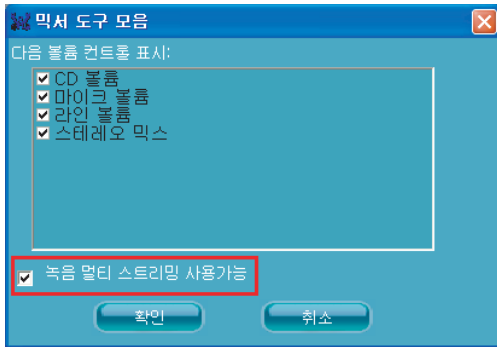 믹서 도구 모음
다음 볼륨 컨트롤 표시:
CD 볼륨
마이크 볼륨
라인 볼륨
스테레오 믹스
녹음 멀티 스트리밍 사용가능
확인 취소